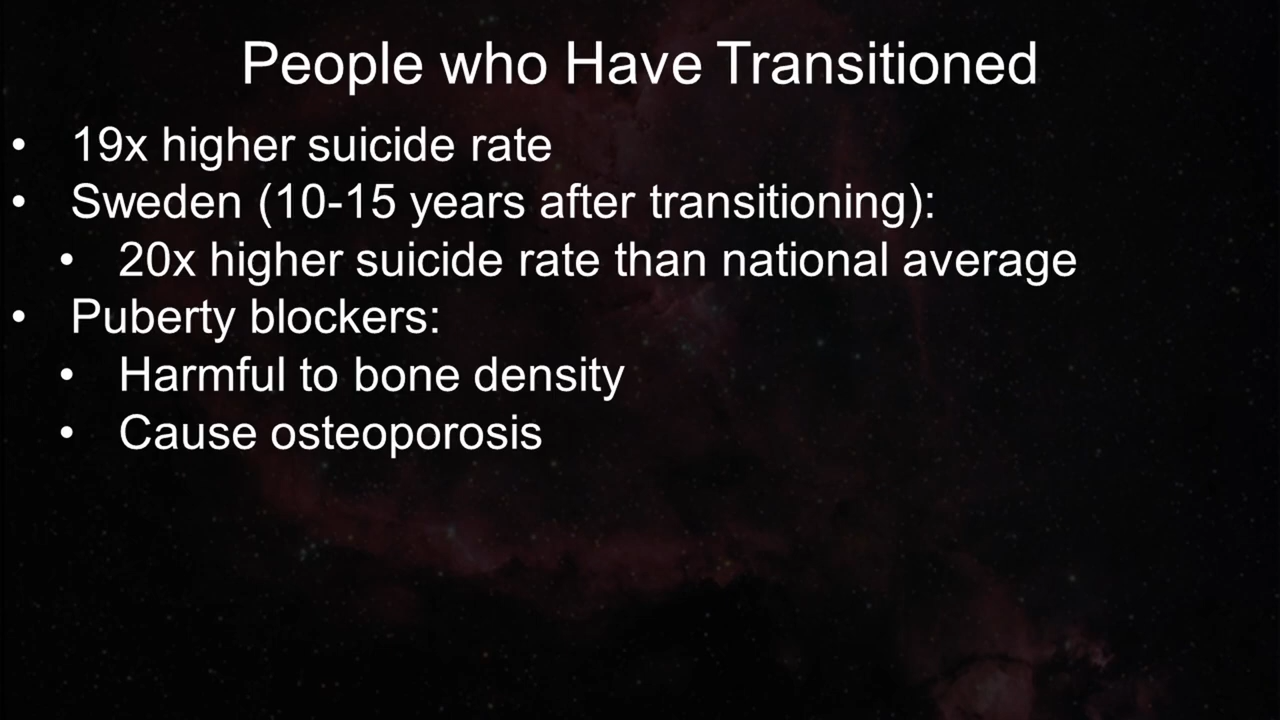 People who Have Transitioned
• 19x higher suicide rate
• Sweden (10-15 years after transitioning):
• 20x higher suicide rate than national average
• Puberty blockers:
• Harmful to bone density
• Cause osteoporosis